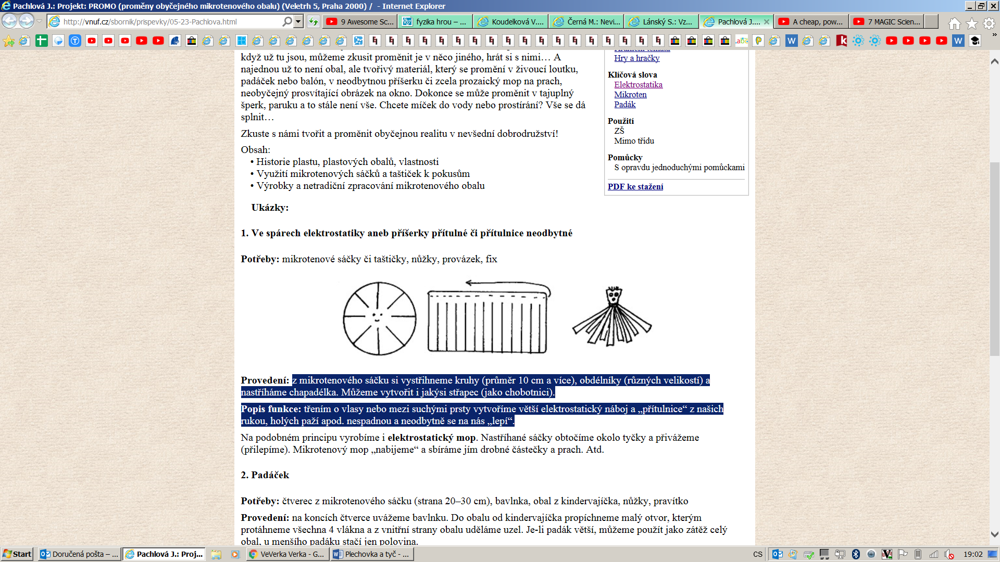 Pachlová J.: Projekt: PROMO (proměny obyčejného mikrotenového obalu) (Veletrh 5, Praha 2000) / - Internet Explorer
http://vnuf.cz/sbornik/prispevky/05-23-Pachlova.html
9 Awesome Sc...
fyzika hrou – ...
Koudelková V....
Černá M.: Nevi...
Lánský S.: Vz...
Pachlová J....
A cheap, pow...
7 MAGIC Scien...
když už tu jsou, můžeme zkusit proměnit je v něco jiného, hrát si s nimi… A
najednou už to není obal, ale tvořivý materiál, který se promění v živoucí loutku,
padáček nebo balón, v neodbytnou příšerku či zcela prozaický mop na prach,
neobyčejný prosvítající obrázek na okno. Dokonce se může proměnit v tajuplný
šperk, paruku a to stále není vše. Chcete míček do vody nebo prostírání? Vše se dá
splnit…
Zkuste s námi tvořit a proměnit obyčejnou realitu v nevšední dobrodružství!
Obsah:
• Historie plastu, plastových obalů, vlastnosti
• Využití mikrotenových sáčků a taštiček k pokusům
• Výrobky a netradiční zpracování mikrotenového obalu
Hry a hračky
Klíčová slova
Elektrostatika
Mikroten
Padák
Použití
ZŠ
Mimo třídu
Pomůcky
S opravdu jednoduchými pomůckami
PDF ke stažení
Ukázky:
1. Ve spárech elektrostatiky aneb příšerky přítulné či přítulnice neodbytné
Potřeby: mikrotenové sáčky či taštičky, nůžky, provázek, fix
Provedení: z mikrotenového sáčku si vystřihneme kruhy (průměr 10 cm a více), obdélníky (různých velikostí) a
nastříháme chapadélka. Můžeme vytvořit i jakýsi střapec (jako chobotnici).
Popis funkce: třením o vlasy nebo mezi suchými prsty vytvoříme větší elektrostatický náboj a „přítulnice“ z našich
rukou, holých paží apod. nespadnou a neodbytně se na nás „lepí“.
Na podobném principu vyrobíme i elektrostatický mop. Nastříhané sáčky obtočíme okolo tyčky a přivážeme
(přilepíme). Mikrotenový mop „nabijeme“ a sbíráme jím drobné částečky a prach. Atd.
2. Padáček
Potřeby: čtverec z mikrotenového sáčku (strana 20–30 cm), bavlnka, obal z kindervajíčka, nůžky, pravítko
Provedení: na koncích čtverce uvážeme bavlnku. Do obalu od kindervajíčka propíchneme malý otvor, kterým
protáhneme všechna 4 vlákna a z vnitřní strany obalu uděláme uzel. Je-li padák větší, můžeme použít jako zátěž celý
obal, u menšího padáku stačí jen polovina.
Start
Doručená pošta – ...
Pachlová J.: Proj...
VeVerka Verka - G...
Plechovka a tyč - ...
CS
19:02